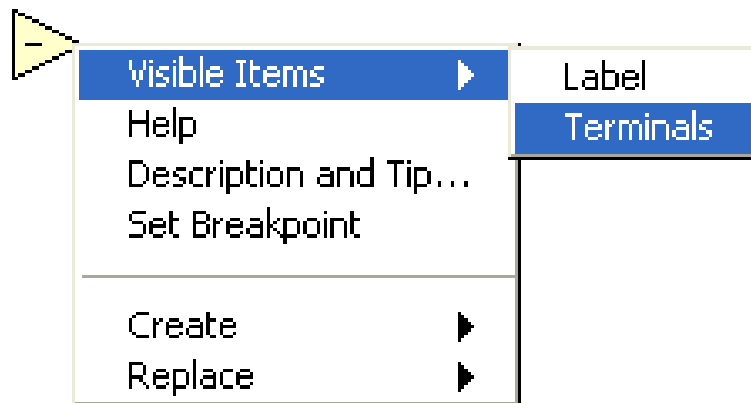 −
Visible Items
Label
Terminals
Help
Description and Tip...
Set Breakpoint
Create
Replace